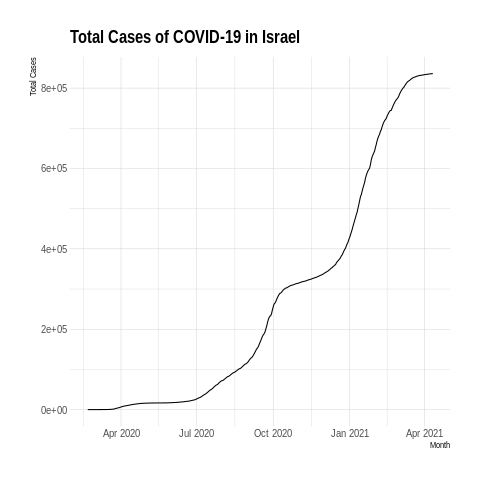 Total Cases of COVID-19 in Israel
Total Cases
8e+05
6e+05
4e+05
2e+05
0e+00
Apr 2020 Jul 2020 Oct 2020 Jan 2021 Apr 2021
Month